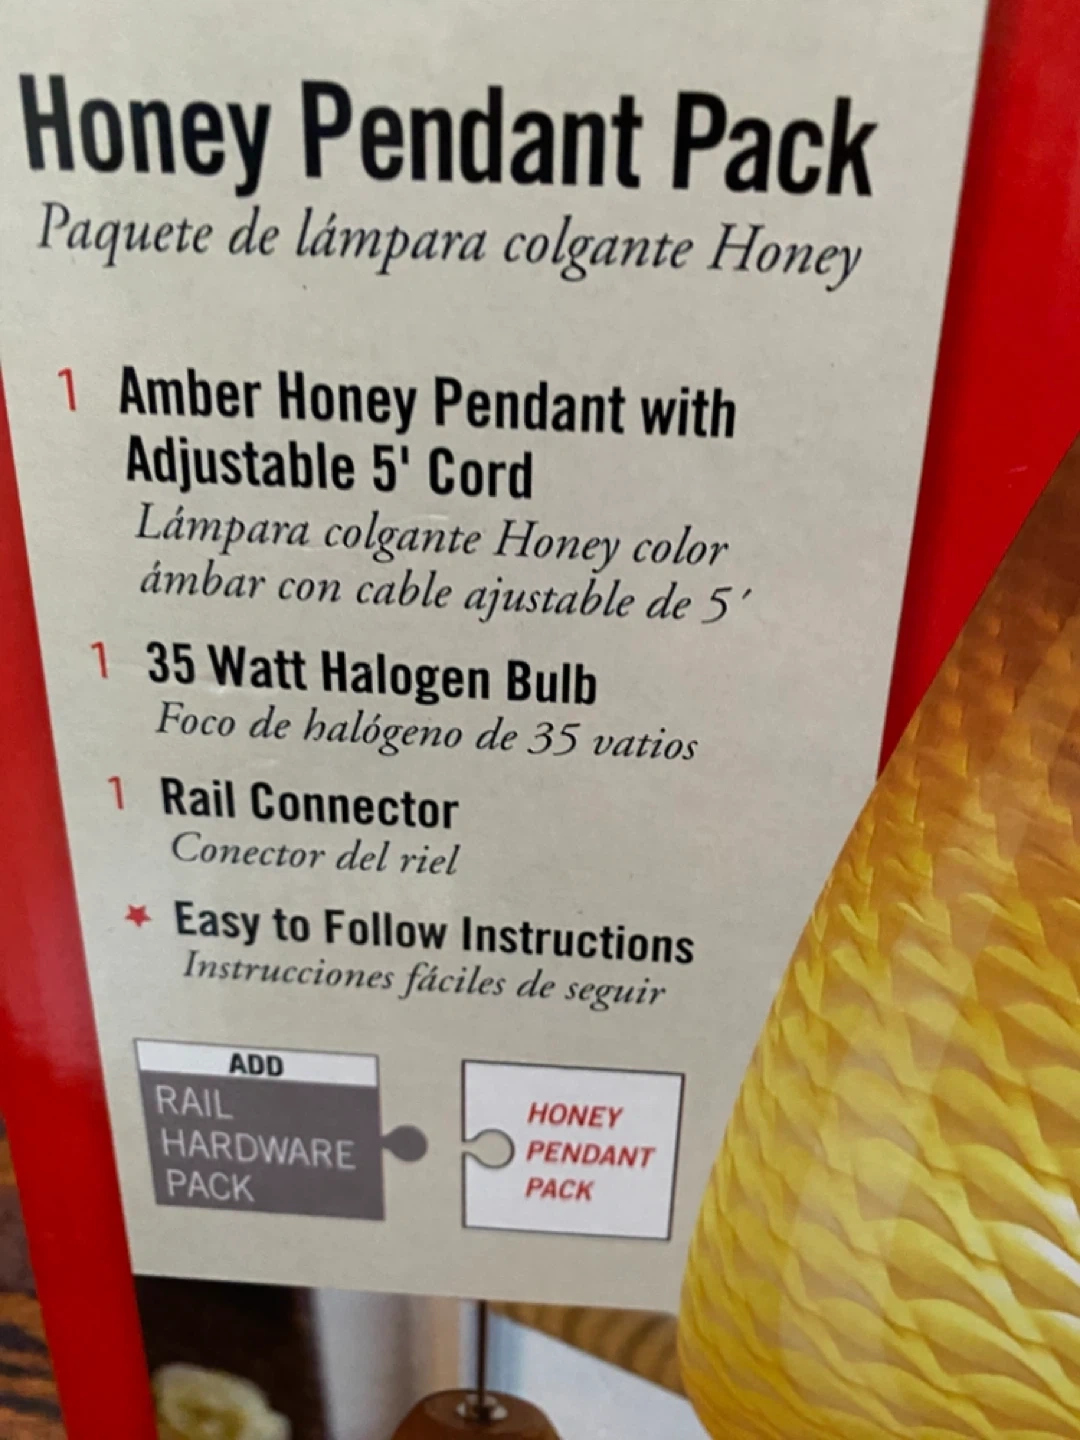 Honey Pendant Pack
Paquete de lámpara colgante Honey
1 Amber Honey Pendant with
Adjustable 5' Cord
Lámpara colgante Honey color
ámbar con cable ajustable de 5´
1 35 Watt Halogen Bulb
Foco de halógeno de 35 vatios
1 Rail Connector
Conector del riel
★ Easy to Follow Instructions
Instrucciones fáciles de seguir
ADD
RAIL
HARDWARE
PACK
HONEY
PENDANT
PACK